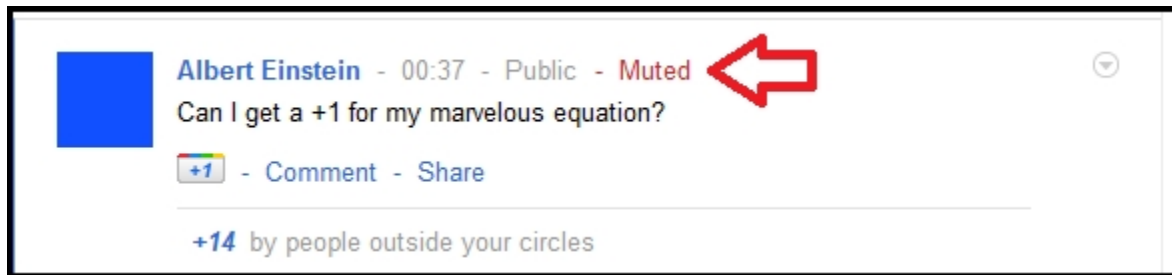 Albert Einstein - 00:37 - Public - Muted
Can I get a +1 for my marvelous equation?
+1 - Comment - Share
+14 by people outside your circles